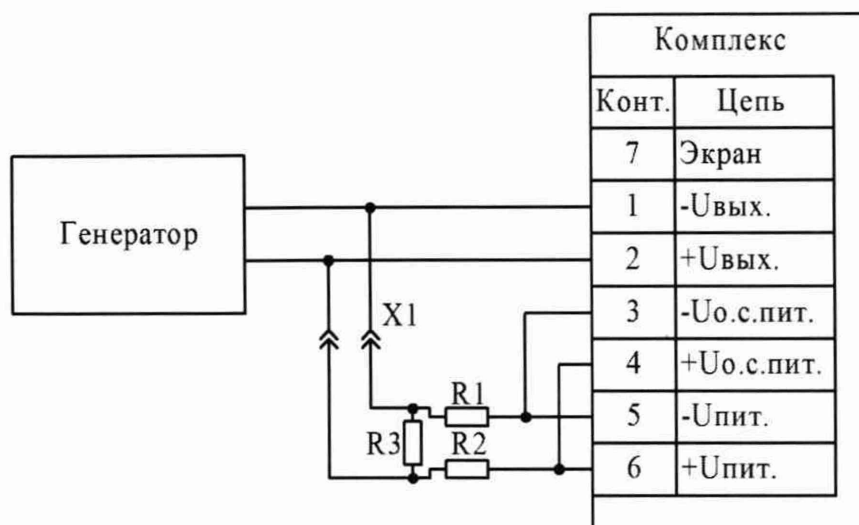 Комплекс
Конт. Цепь
7 Экран
1 -Uвых.
Генератор
2 +Uвых.
X1
3 -Uо.с.пит.
4 +Uо.с.пит.
R1
5 -Uпит.
R3 R2
6 +Uпит.